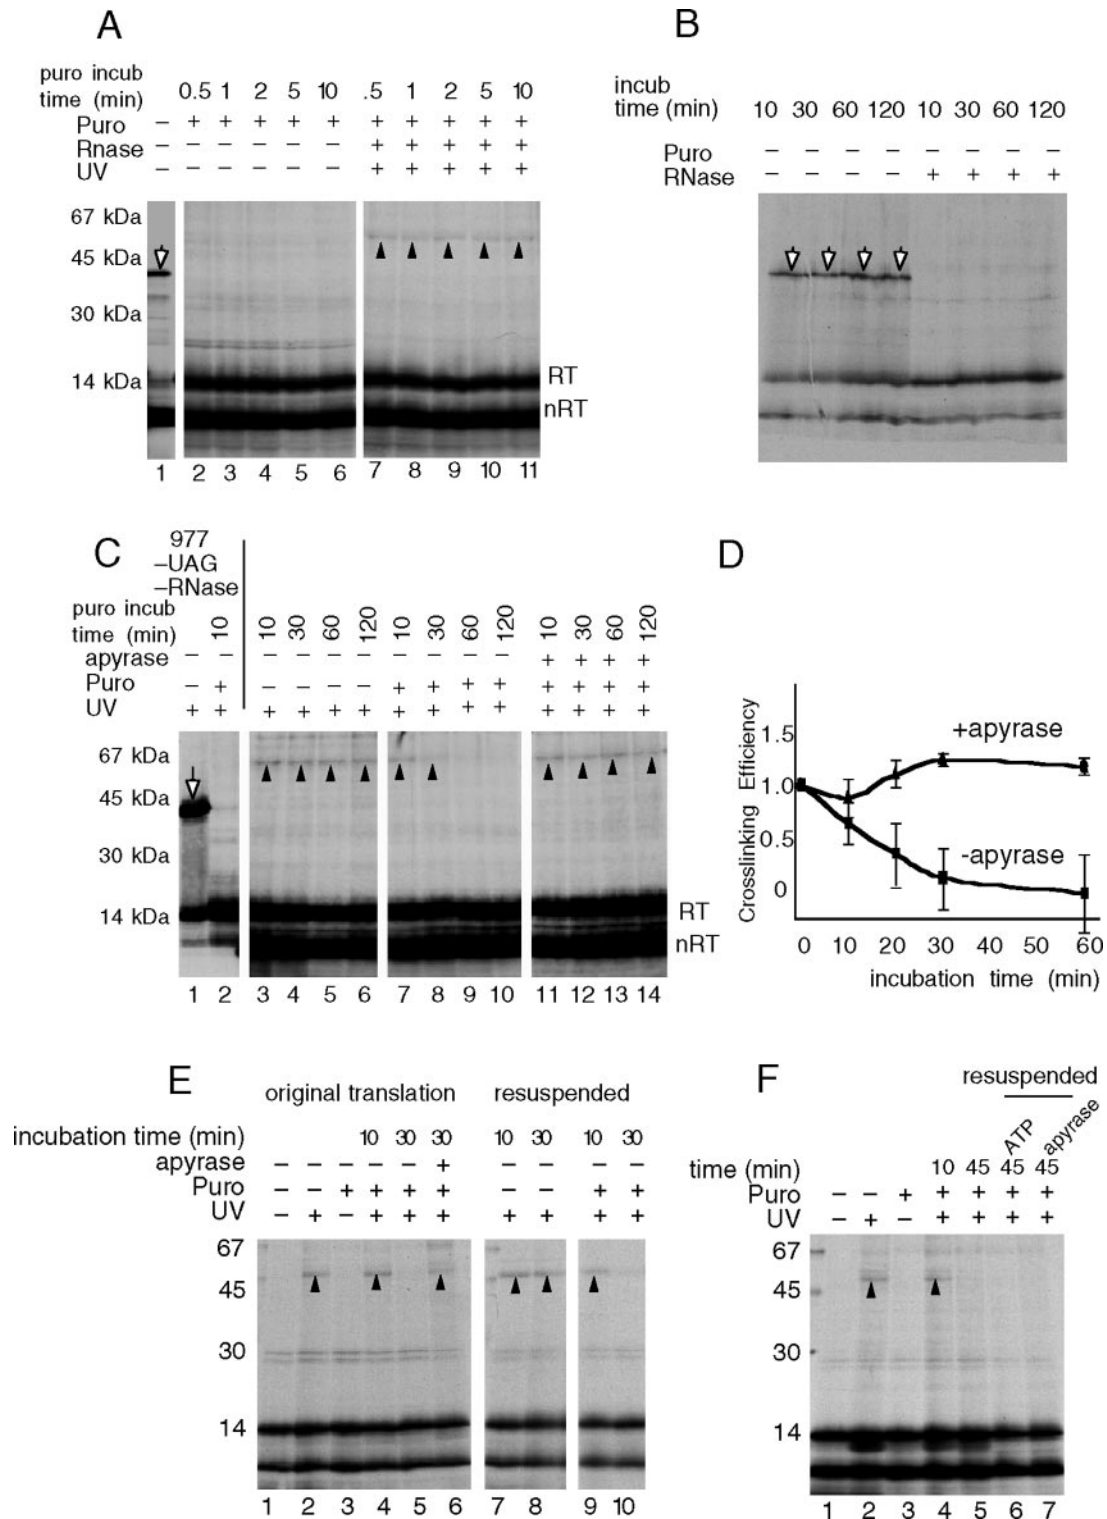 A
puro incub
time (min)
0.5 1 2 5 10 .5 1 2 5 10
Puro – + + + + + + + + + +
Rnase – – – – – – + + + + +
UV – – – – – – + + + + +
67 kDa
45 kDa
30 kDa
14 kDa
RT
nRT
1 2 3 4 5 6 7 8 9 10 11
B
incub
time (min) 10 30 60 120 10 30 60 120
Puro – – – – – – – –
RNase – – – – + + + +
C
977
–UAG
–RNase
puro incub
time (min) 10 10 30 60 120 10 30 60 120 10 30 60 120
apyrase – – – – – – – – – – + + + +
Puro – + – – – – + + + + + + + +
UV + + + + + + + + + + + + + +
67 kDa
45 kDa
30 kDa
14 kDa
RT
nRT
1 2 3 4 5 6 7 8 9 10 11 12 13 14
D
Crosslinking Efficiency
1.5
1.0
0.5
0
+apyrase
-apyrase
0 10 20 30 40 50 60
incubation time (min)
E
original translation resuspended
incubation time (min) 10 30 30 10 30 10 30
apyrase – – – – – + – – – –
Puro – – + + + + – – + +
UV – + – + + + + + + +
67
45
30
14
1 2 3 4 5 6 7 8 9 10
F
resuspended
ATP
apyrase
time (min) 10 45 45 45
Puro – – + + + + +
UV – + – + + + +
67
45
30
14
1 2 3 4 5 6 7